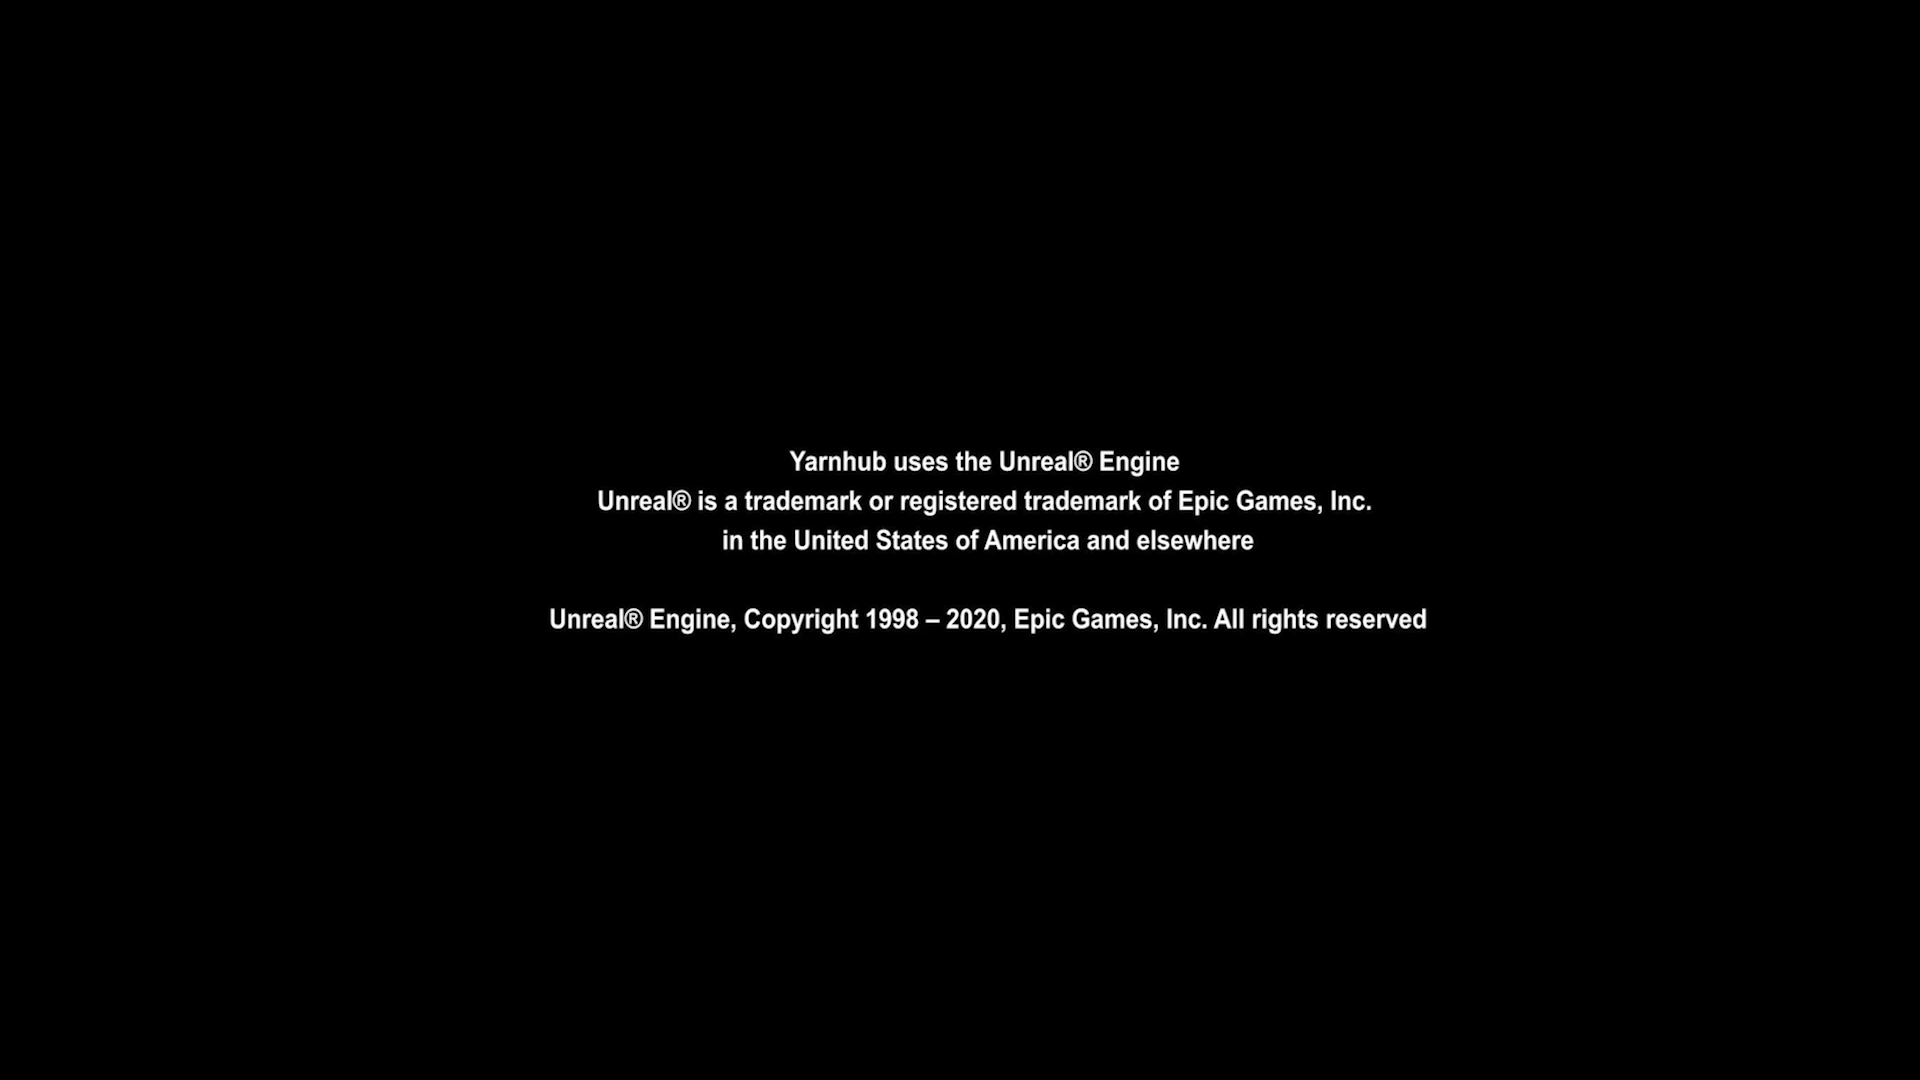 Yarnhub uses the Unreal® Engine
Unreal® is a trademark or registered trademark of Epic Games, Inc.
in the United States of America and elsewhere
Unreal® Engine, Copyright 1998 – 2020, Epic Games, Inc. All rights reserved